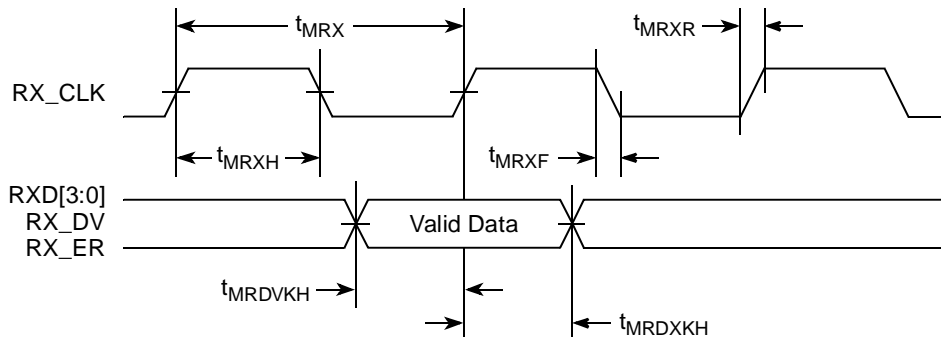 tMRX
tMRXR
RX_CLK
tMRXH
tMRXF
RXD[3:0]
RX_DV
Valid Data
RX_ER
tMRDVKH
tMRDXKH